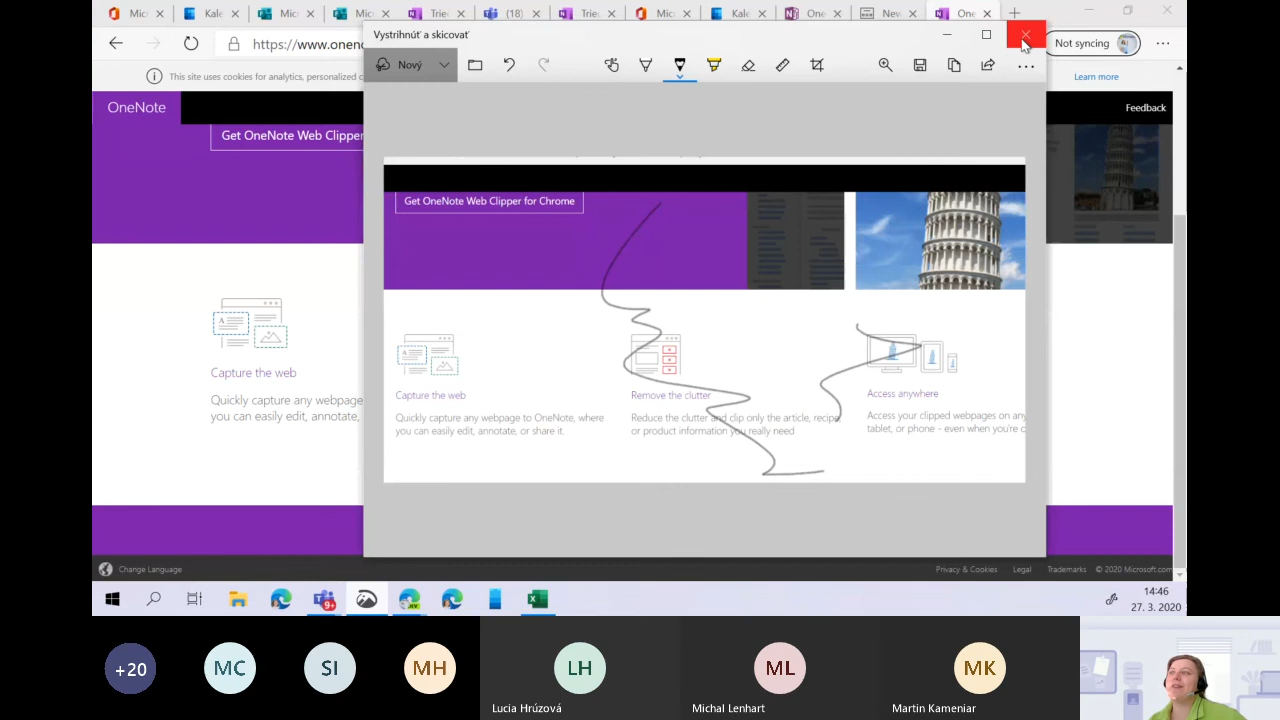 Micr
Kale
Micr
Micr
Trie
(18)
Trie
Micr
Kale
One
New
One
https://www.onenc
Not syncing
This site uses cookies for analytics, personalized c
Learn more
OneNote
Feedback
Get OneNote Web Clipper
Vystrihnúť a skicovať
Nový
Get OneNote Web Clipper for Chrome
Capture the web
Quickly capture any webpage to OneNote, where
you can easily edit, annotate, or share it.
Remove the clutter
Reduce the clutter and clip only the article, recipe,
or product information you really need
Access anywhere
Access your clipped webpages on any
tablet, or phone - even when you're o
Capture the web
Quickly capture any webpage
you can easily edit, annotate,
Change Language
Privacy & Cookies
Legal
Trademarks
© 2020 Microsoft.com
9+
14:46
27. 3. 2020
+20
MC
SI
MH
LH
ML
MK
Lucia Hrúzová
Michal Lenhart
Martin Kameniar